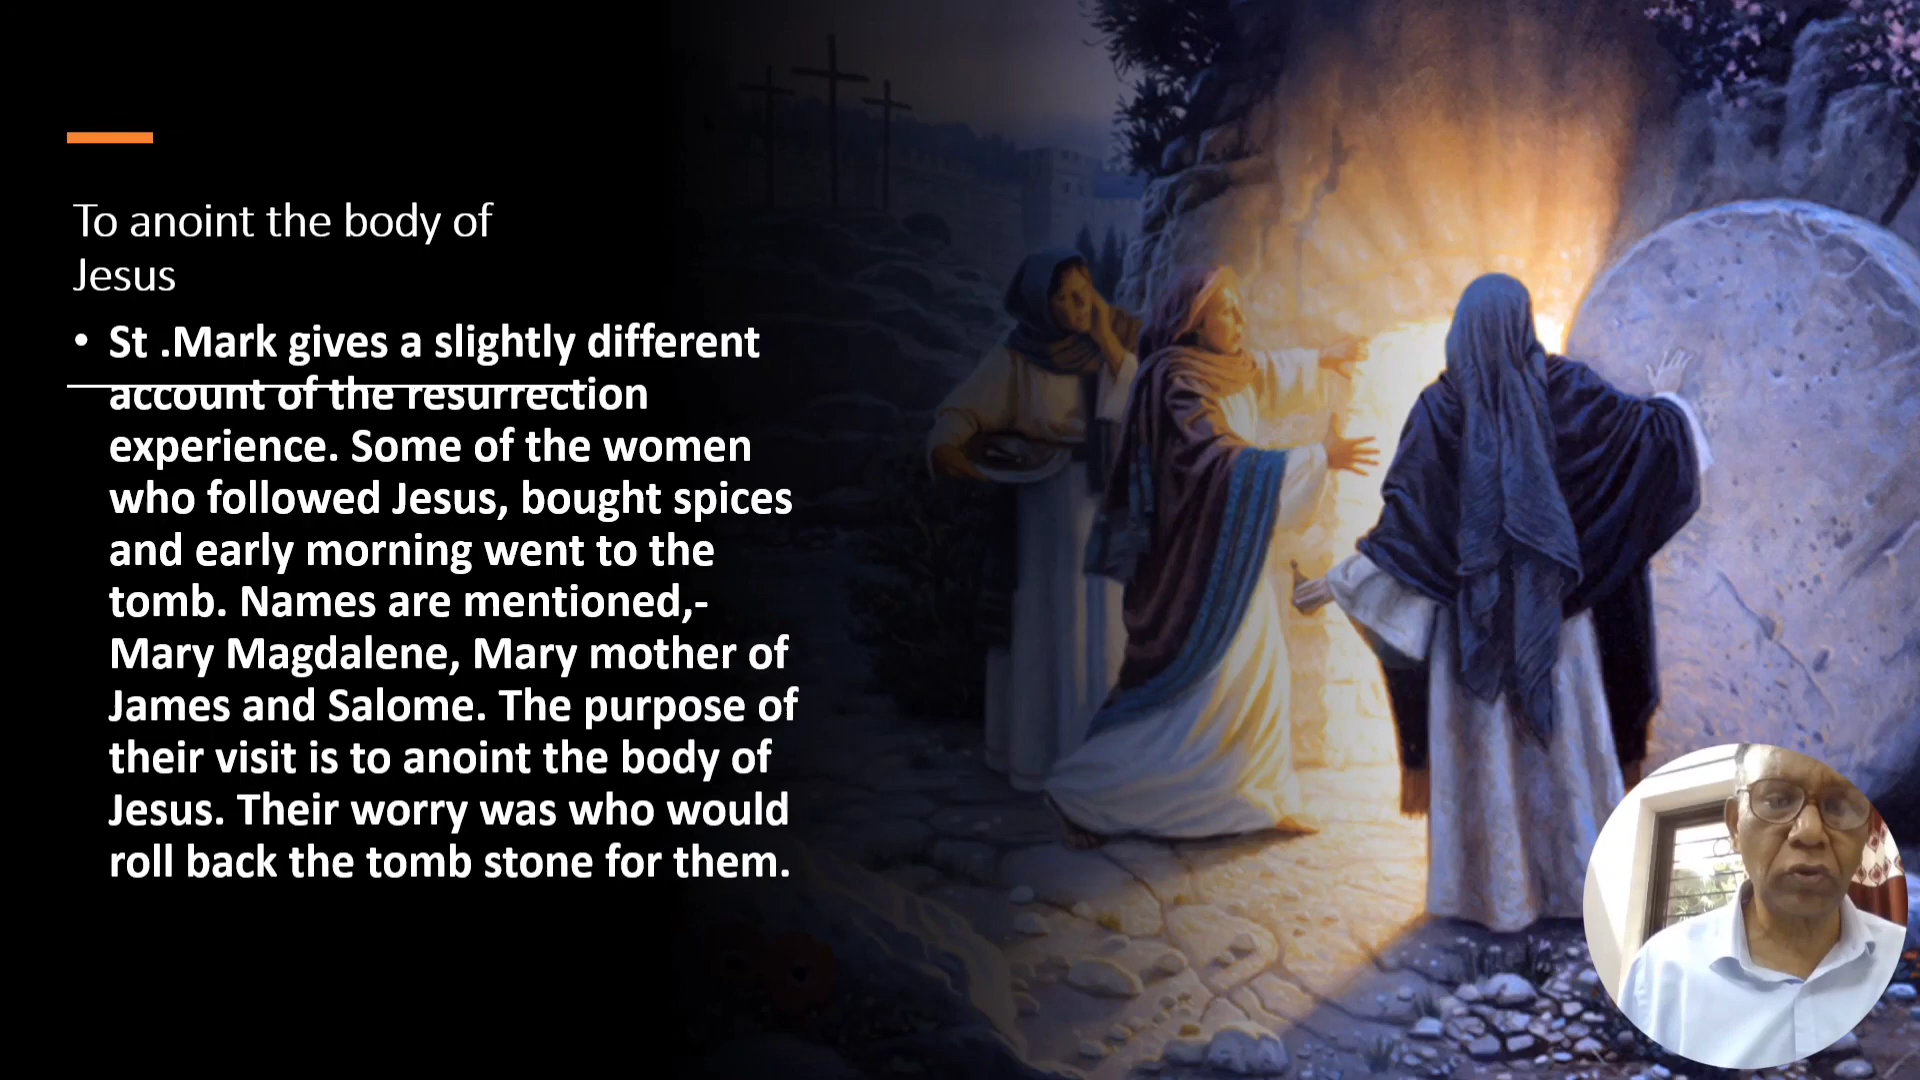 To anoint the body of
Jesus
• St .Mark gives a slightly different
account of the resurrection
experience. Some of the women
who followed Jesus, bought spices
and early morning went to the
tomb. Names are mentioned,-
Mary Magdalene, Mary mother of
James and Salome. The purpose of
their visit is to anoint the body of
Jesus. Their worry was who would
roll back the tomb stone for them.